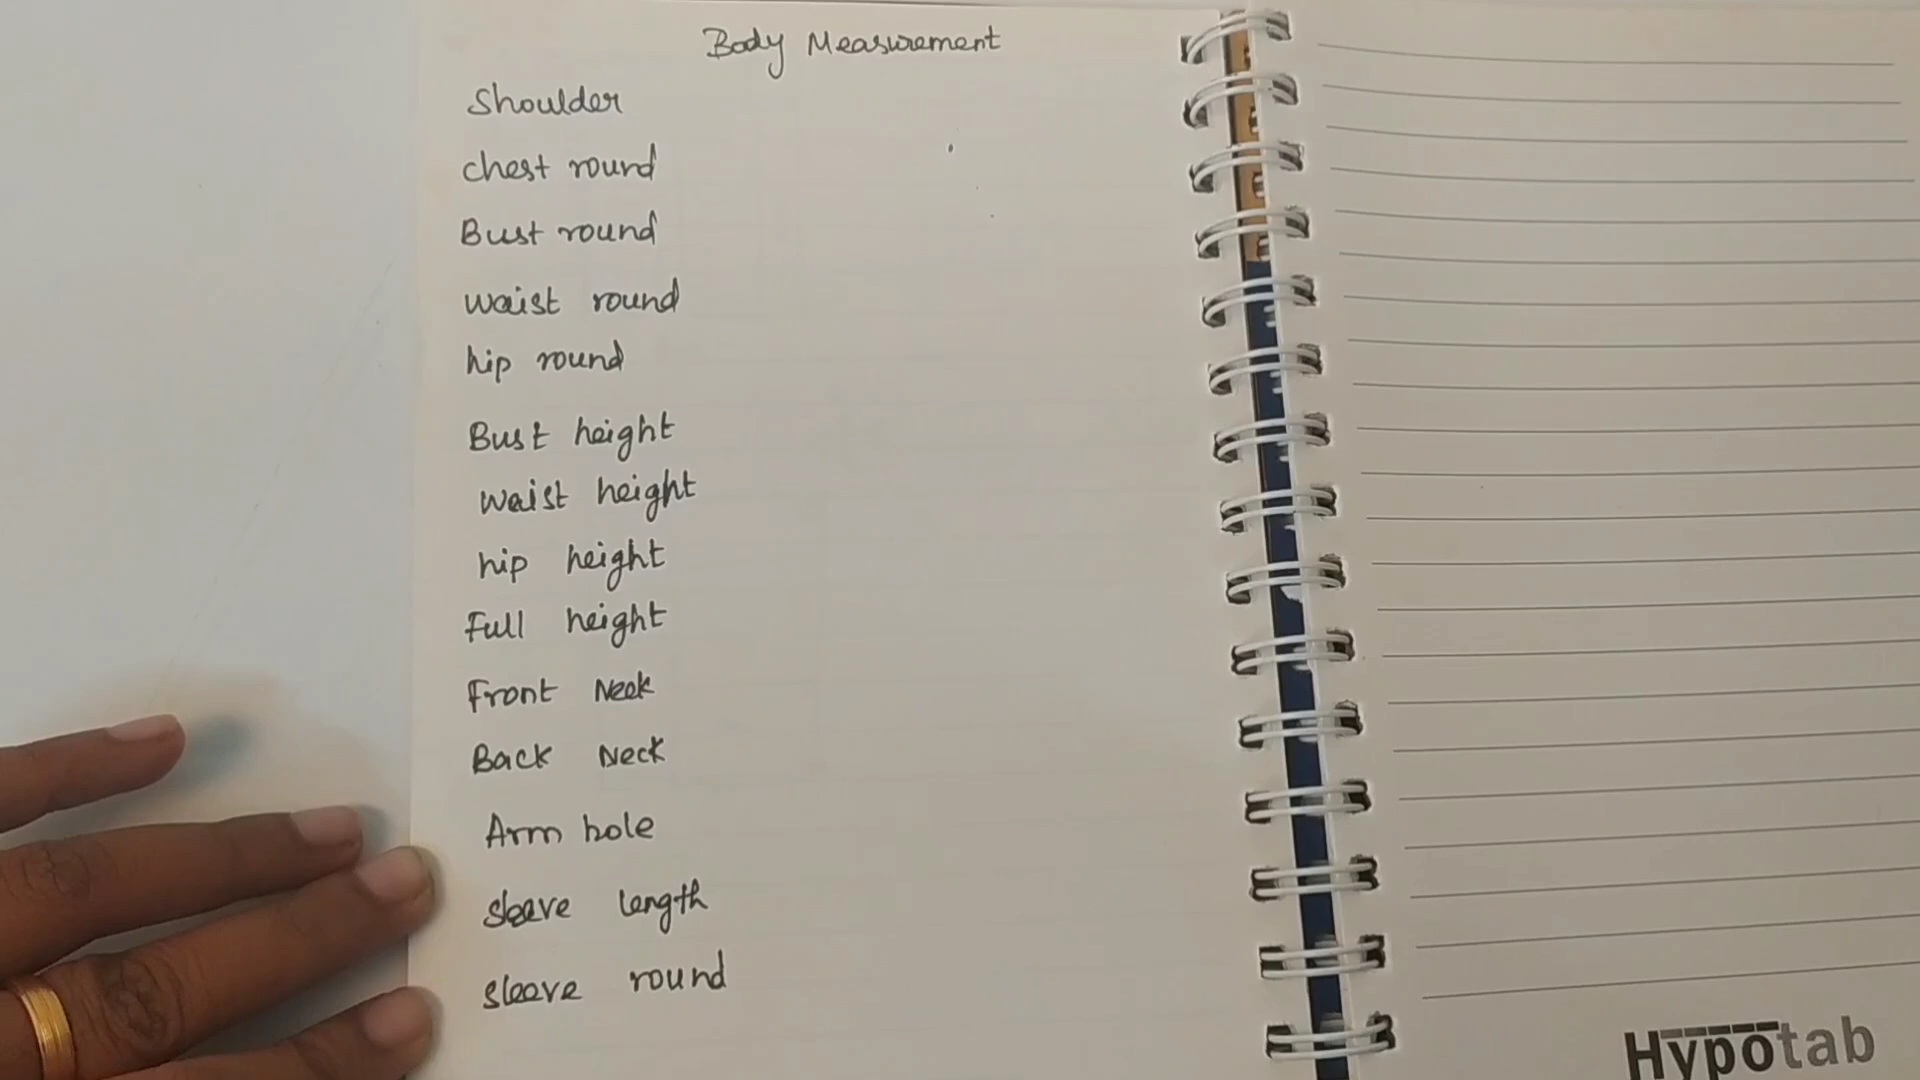 Body Measurement
Shoulder
chest round
Bust round
waist round
hip round
Bust height
waist height
hip height
Full height
Front Neck
Back Neck
Arm hole
sleeve length
sleeve round
Hypotab